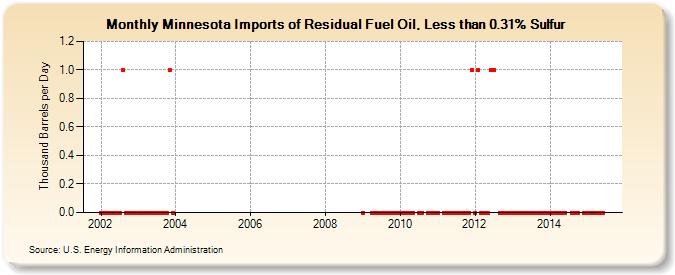 Monthly Minnesota Imports of Residual Fuel Oil, Less than 0.31% Sulfur
Thousand Barrels per Day
1.2
1.0
0.8
0.6
0.4
0.2
0.0
2002 2004 2006 2008 2010 2012 2014
Source: U.S. Energy Information Administration